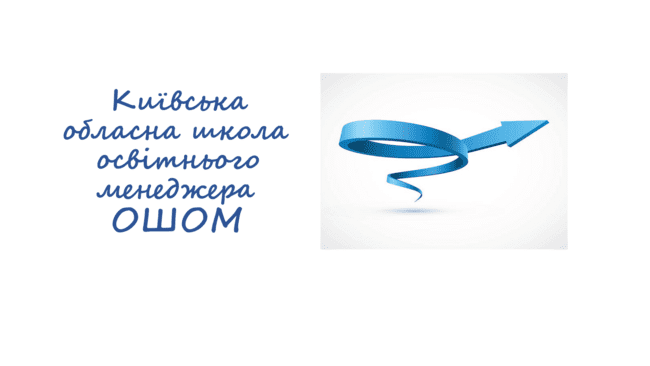 Київська
обласна школа
освітнього
менеджера
ОШОМ